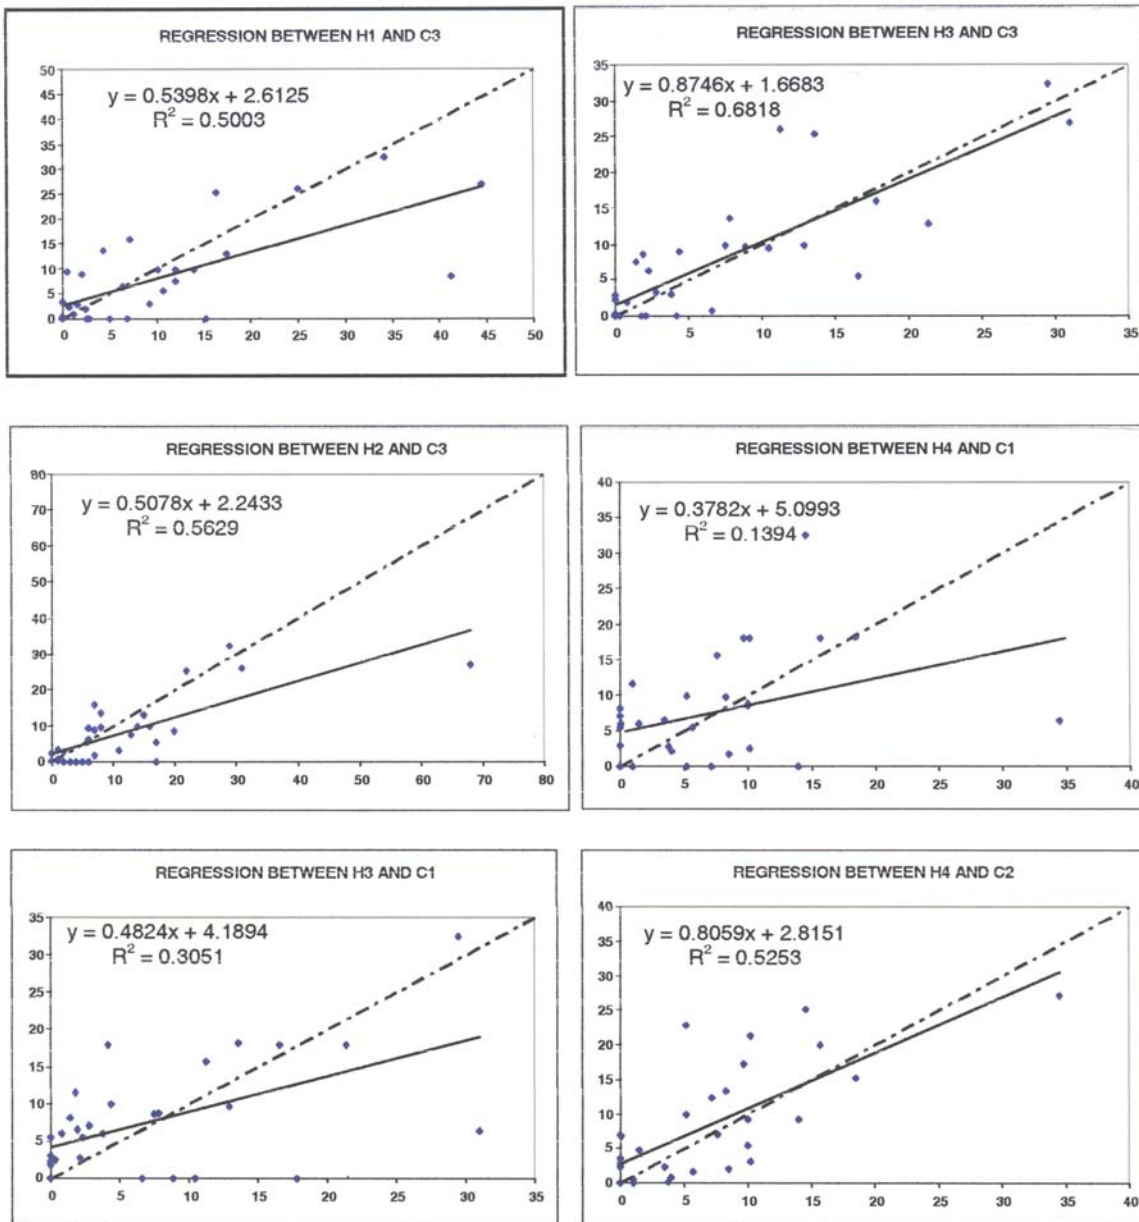 REGRESSION BETWEEN H1 AND C3
y = 0.5398x + 2.6125
R² = 0.5003
50
45
40
35
30
25
20
15
10
5
0
0 5 10 15 20 25 30 35 40 45 50
REGRESSION BETWEEN H3 AND C3
y = 0.8746x + 1.6683
R² = 0.6818
35
30
25
20
15
10
5
0
0 5 10 15 20 25 30 35
REGRESSION BETWEEN H2 AND C3
y = 0.5078x + 2.2433
R² = 0.5629
80
70
60
50
40
30
20
10
0
0 10 20 30 40 50 60 70 80
REGRESSION BETWEEN H4 AND C1
y = 0.3782x + 5.0993
R² = 0.1394
40
35
30
25
20
15
10
5
0
0 5 10 15 20 25 30 35 40
REGRESSION BETWEEN H3 AND C1
y = 0.4824x + 4.1894
R² = 0.3051
35
30
25
20
15
10
5
0
0 5 10 15 20 25 30 35
REGRESSION BETWEEN H4 AND C2
y = 0.8059x + 2.8151
R² = 0.5253
40
35
30
25
20
15
10
5
0
0 5 10 15 20 25 30 35 40